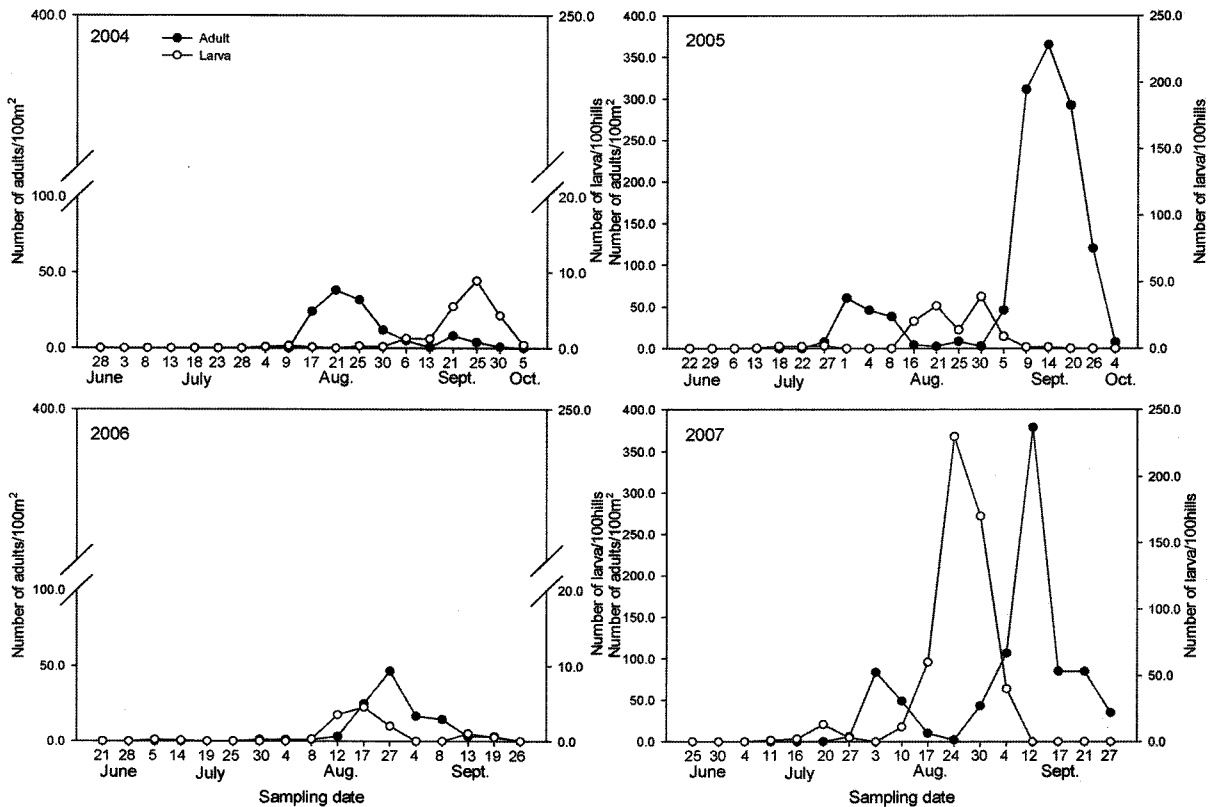 2004
Adult
Larva
400.0
100.0
50.0
0.0
250.0
20.0
10.0
0.0
Number of adults/100m²
Number of larva/100hills
28 3 8 13 18 23 28 4 9 17 21 25 30 6 13 21 25 30 5
June July Aug. Sept. Oct.
2005
400.0
350.0
300.0
250.0
200.0
150.0
100.0
50.0
0.0
250.0
200.0
150.0
100.0
50.0
0.0
Number of adults/100m²
Number of larva/100hills
22 29 6 13 18 22 27 1 4 8 16 21 25 30 5 9 14 20 26 4
June July Aug. Sept. Oct.
2006
400.0
100.0
50.0
0.0
250.0
20.0
10.0
0.0
Number of adults/100m²
Number of larva/100hills
21 28 5 14 19 25 30 4 8 12 17 27 4 8 13 19 26
June July Aug. Sept.
Sampling date
2007
400.0
350.0
300.0
250.0
200.0
150.0
100.0
50.0
0.0
250.0
200.0
150.0
100.0
50.0
0.0
Number of adults/100m²
Number of larva/100hills
25 30 4 11 16 20 27 3 10 17 24 30 4 12 17 21 27
June July Aug. Sept.
Sampling date